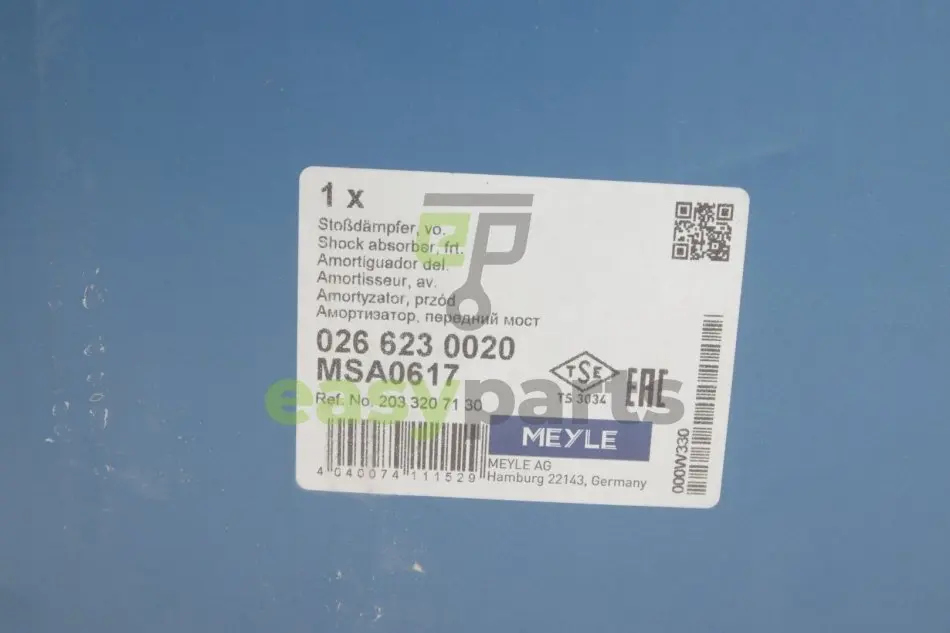 1 x
Stoßdämpfer, vo.
Shock absorber, frt.
Amortiguador del.
Amortisseur, av.
Amortyzator, przód
Амортизатор, передний мост
026 623 0020
MSA0617
Ref. No. 203 320 71 30
TSE
TS 3034
EAC
MEYLE
MEYLE AG
Hamburg 22143, Germany
4 040074 111529
000W330
eP
easyparts